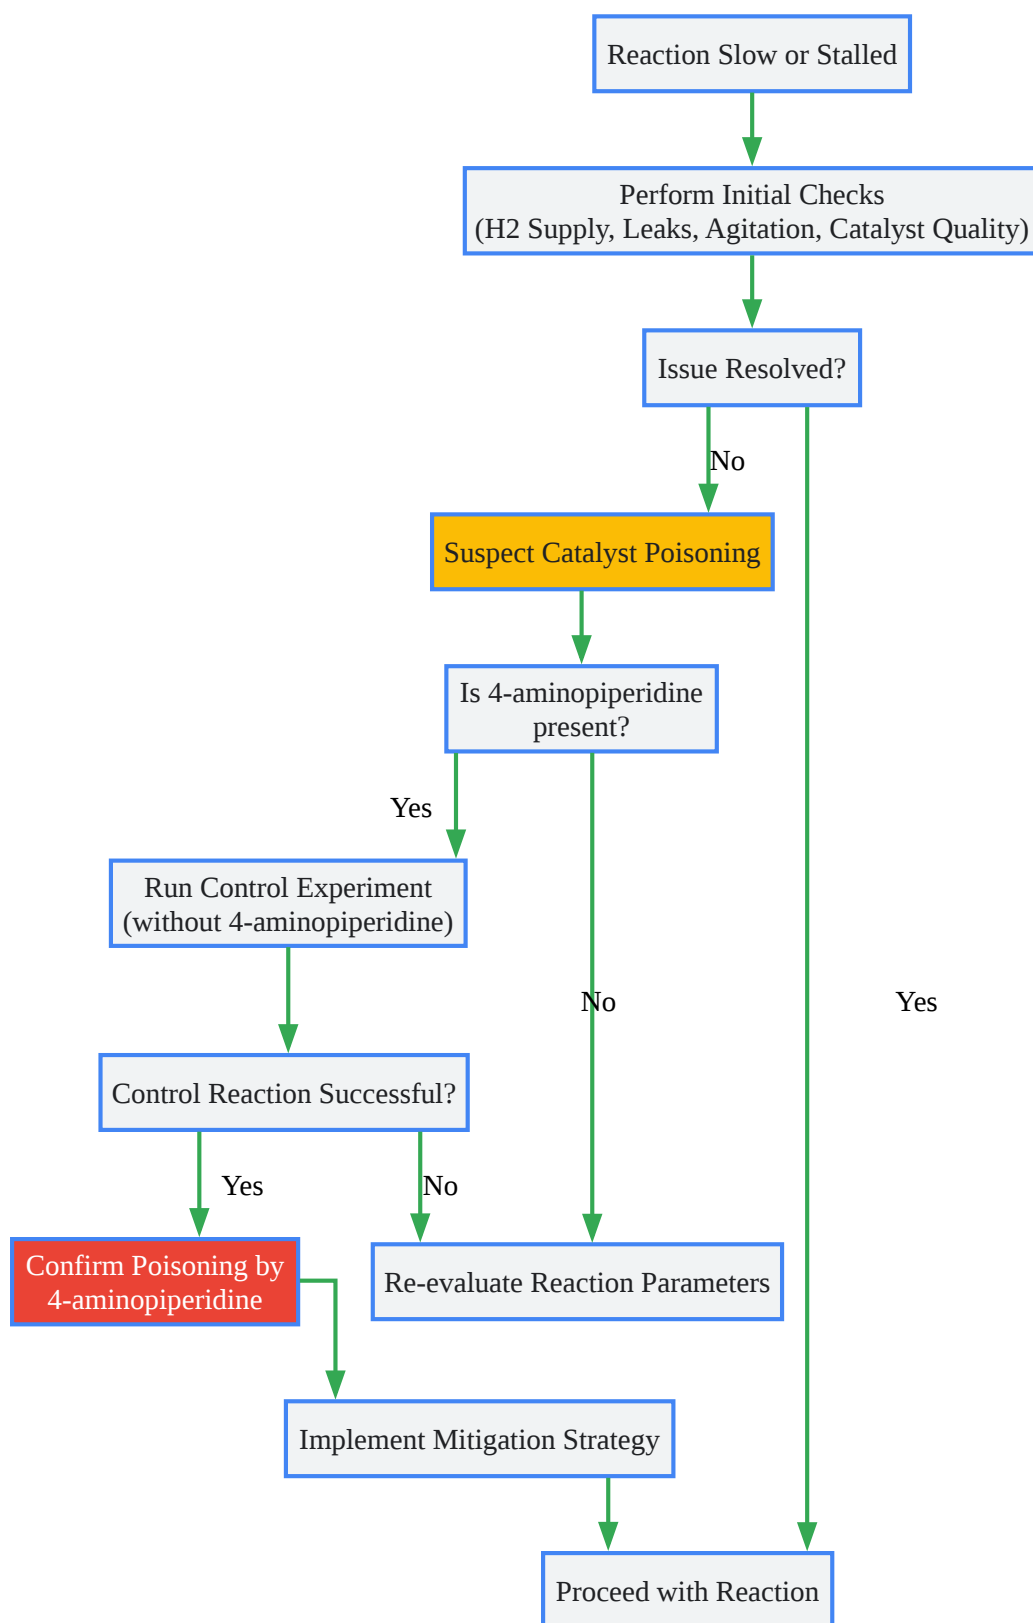 Reaction Slow or Stalled
Perform Initial Checks
(H2 Supply, Leaks, Agitation, Catalyst Quality)
Issue Resolved?
No
Suspect Catalyst Poisoning
Is 4-aminopiperidine
present?
Yes
Run Control Experiment
(without 4-aminopiperidine)
No
Yes
Control Reaction Successful?
Yes
No
Confirm Poisoning by
4-aminopiperidine
Re-evaluate Reaction Parameters
Implement Mitigation Strategy
Proceed with Reaction